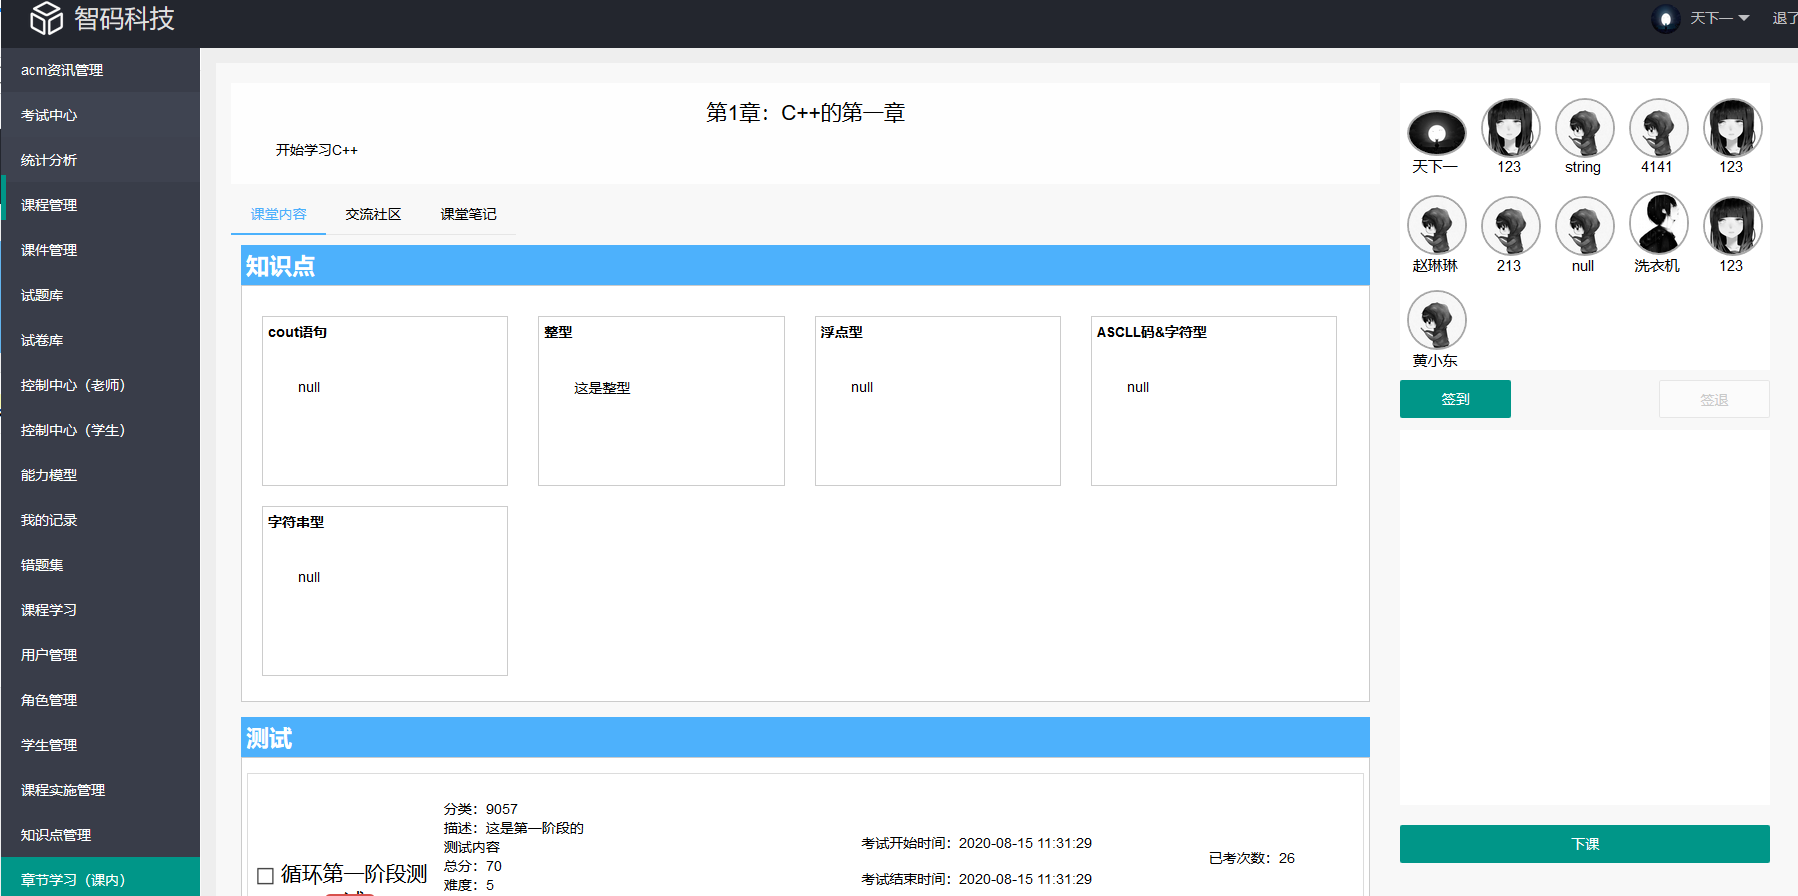 智码科技
天下一
退了
acm资讯管理
考试中心
统计分析
课程管理
课件管理
试题库
试卷库
控制中心（老师）
控制中心（学生）
能力模型
我的记录
错题集
课程学习
用户管理
角色管理
学生管理
课程实施管理
知识点管理
章节学习（课内）
第1章：C++的第一章
开始学习C++
课堂内容
交流社区
课堂笔记
知识点
cout语句
null
整型
这是整型
浮点型
null
ASCLL码&字符型
null
字符串型
null
测试
循环第一阶段测
分类：9057
描述：这是第一阶段的
测试内容
总分：70
难度：5
考试开始时间：2020-08-15 11:31:29
考试结束时间：2020-08-15 11:31:29
已考次数：26
天下一
123
string
4141
123
赵琳琳
213
null
洗衣机
123
黄小东
签到
签退
下课